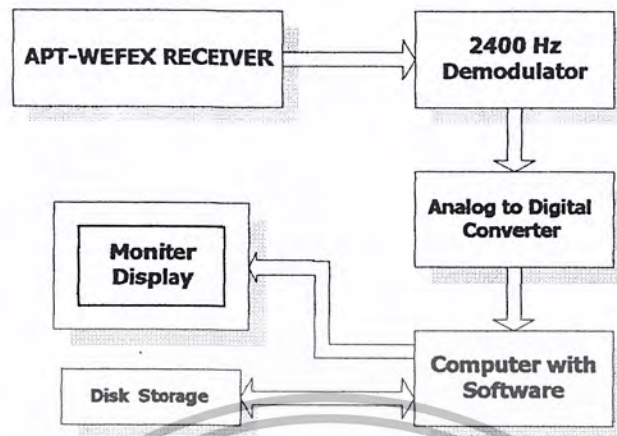 APT-WEFEX RECEIVER
2400 Hz
Demodulator
Analog to Digital
Converter
Moniter
Display
Computer with
Software
Disk Storage